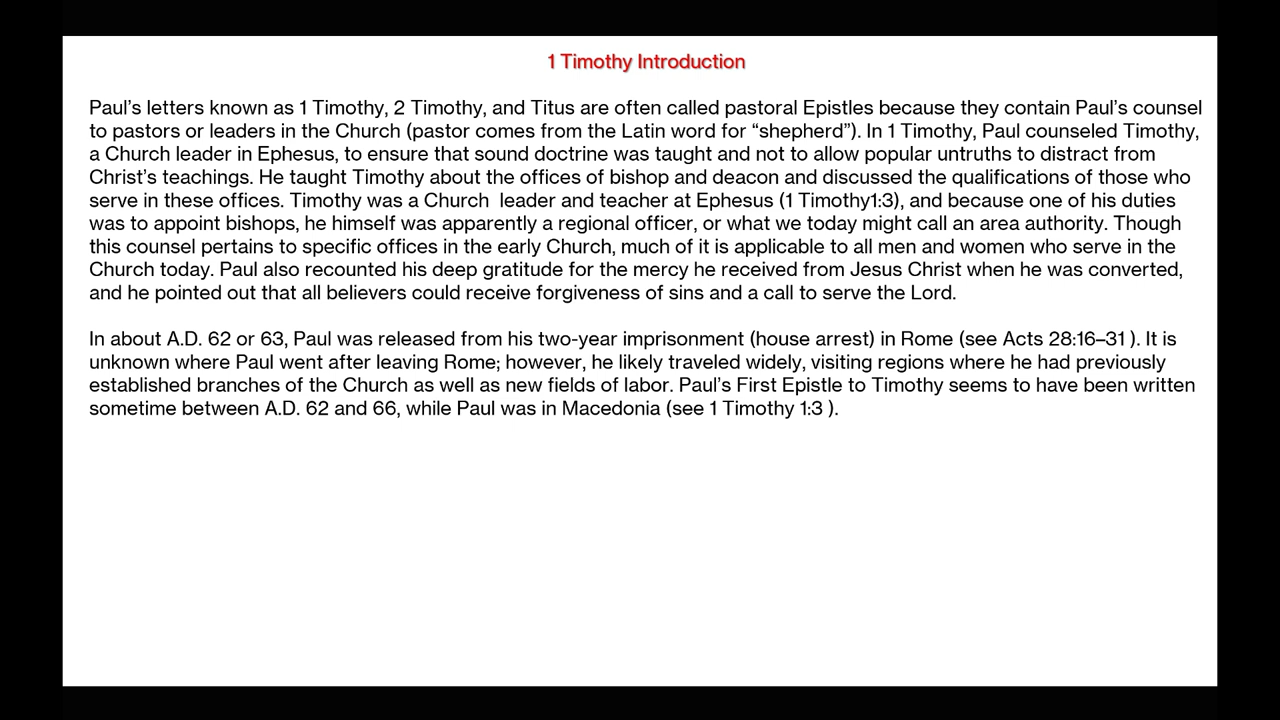 1 Timothy Introduction
Paul’s letters known as 1 Timothy, 2 Timothy, and Titus are often called pastoral Epistles because they contain Paul’s counsel
to pastors or leaders in the Church (pastor comes from the Latin word for “shepherd”). In 1 Timothy, Paul counseled Timothy,
a Church leader in Ephesus, to ensure that sound doctrine was taught and not to allow popular untruths to distract from
Christ’s teachings. He taught Timothy about the offices of bishop and deacon and discussed the qualifications of those who
serve in these offices. Timothy was a Church  leader and teacher at Ephesus (1 Timothy1:3), and because one of his duties
was to appoint bishops, he himself was apparently a regional officer, or what we today might call an area authority. Though
this counsel pertains to specific offices in the early Church, much of it is applicable to all men and women who serve in the
Church today. Paul also recounted his deep gratitude for the mercy he received from Jesus Christ when he was converted,
and he pointed out that all believers could receive forgiveness of sins and a call to serve the Lord.
In about A.D. 62 or 63, Paul was released from his two-year imprisonment (house arrest) in Rome (see Acts 28:16–31 ). It is
unknown where Paul went after leaving Rome; however, he likely traveled widely, visiting regions where he had previously
established branches of the Church as well as new fields of labor. Paul’s First Epistle to Timothy seems to have been written
sometime between A.D. 62 and 66, while Paul was in Macedonia (see 1 Timothy 1:3 ).